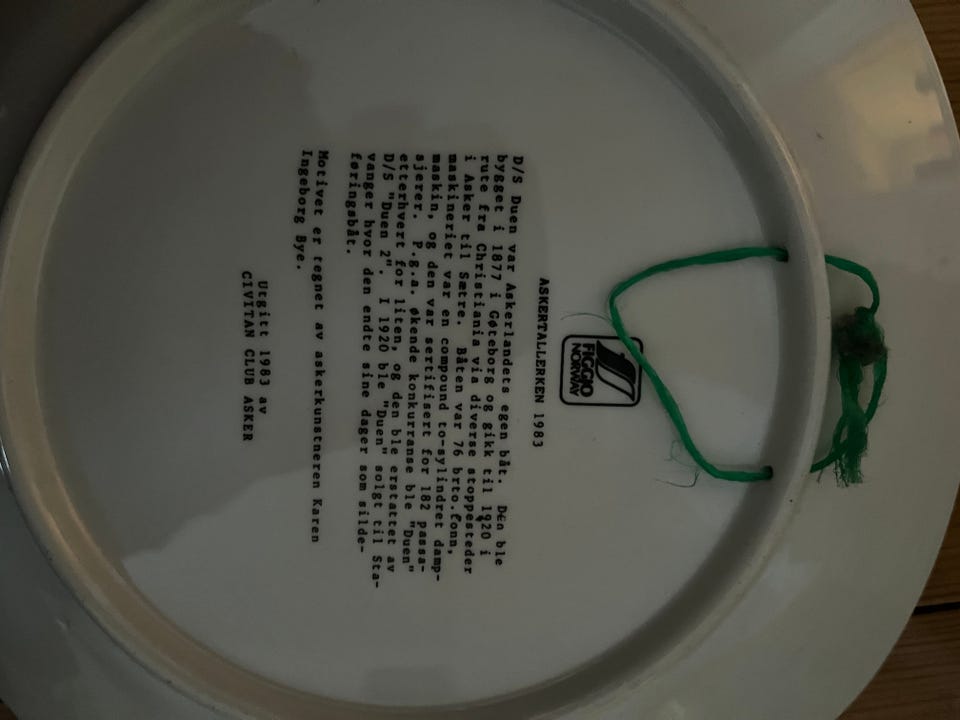 FIGGJO
NORWAY
ASKERTALLERKEN 1983
D/S Duen var Askerlandets egen båt. Den ble
bygget i 1877 i Gøteborg og gikk til 1920 i
rute fra Christiania via diverse stoppesteder
i Asker til Sætre. Båten var 76 brto.tonn,
maskineriet var en compound to-sylindret damp-
maskin, og den var sertifisert for 182 passa-
sjerer. P.g.a. økende konkurranse ble "Duen"
etterhvert for liten, og den ble erstattet av
D/S "Duen 2". I 1920 ble "Duen" solgt til Sta-
vanger hvor den endte sine dager som silde-
føringsbåt.
Motivet er tegnet av askerkunstneren Karen
Ingeborg Bye.
Utgitt 1983 av
CIVITAN CLUB ASKER